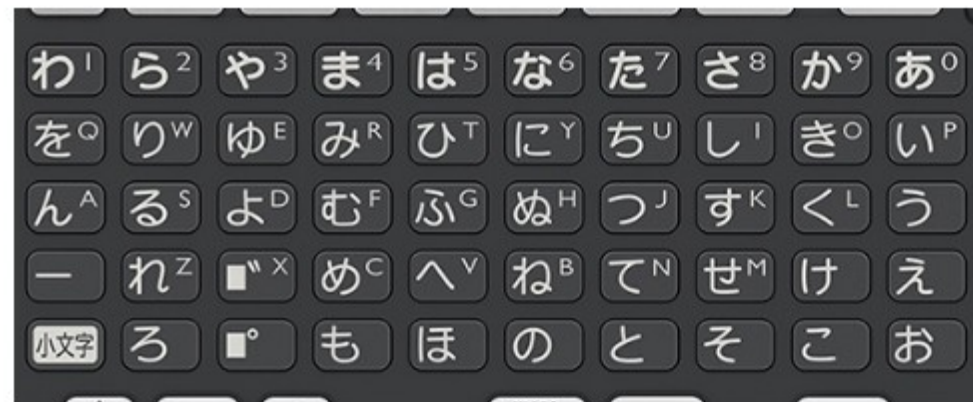 わ1 ら2 や3 ま4 は5 な6 た7 さ8 か9 あ0
をQ りW ゆE みR ひT にY ちU しI きO いP
んA るS よD むF ふG ぬH つJ すK くL う
ー れZ ゛X めC へV ねB てN せM け え
小文字 ろ ゜ も ほ の と そ こ お